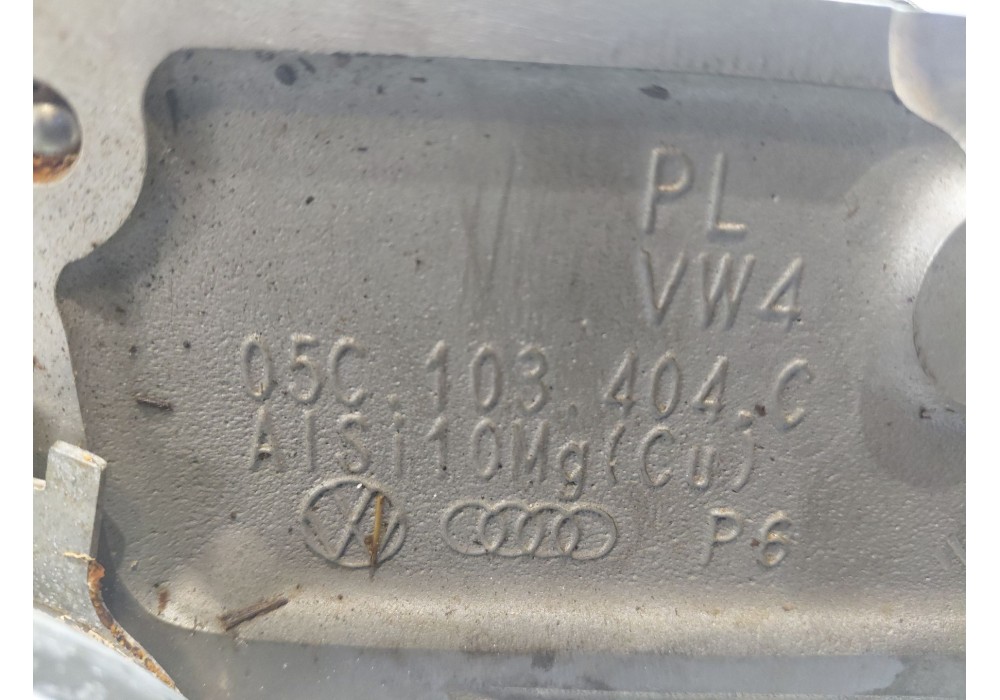 PL
VW4
05C.103.404.C
AlSi10Mg(Cu)
P6